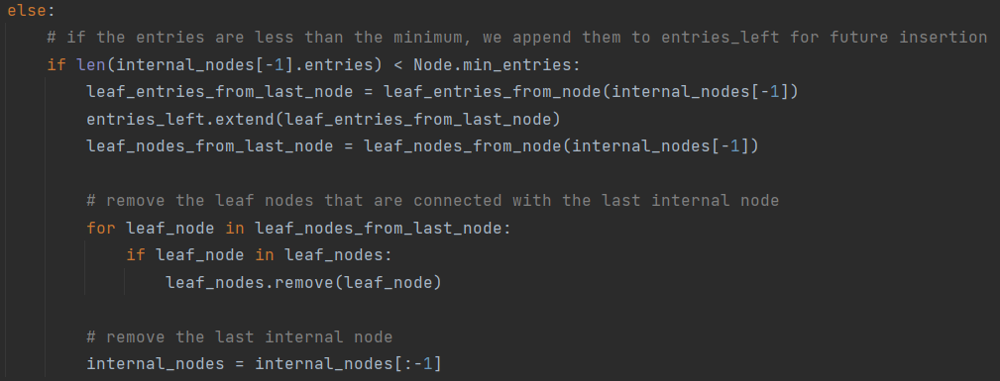 else:
    # if the entries are less than the minimum, we append them to entries_left for future insertion
    if len(internal_nodes[-1].entries) < Node.min_entries:
        leaf_entries_from_last_node = leaf_entries_from_node(internal_nodes[-1])
        entries_left.extend(leaf_entries_from_last_node)
        leaf_nodes_from_last_node = leaf_nodes_from_node(internal_nodes[-1])

        # remove the leaf nodes that are connected with the last internal node
        for leaf_node in leaf_nodes_from_last_node:
            if leaf_node in leaf_nodes:
                leaf_nodes.remove(leaf_node)

        # remove the last internal node
        internal_nodes = internal_nodes[:-1]